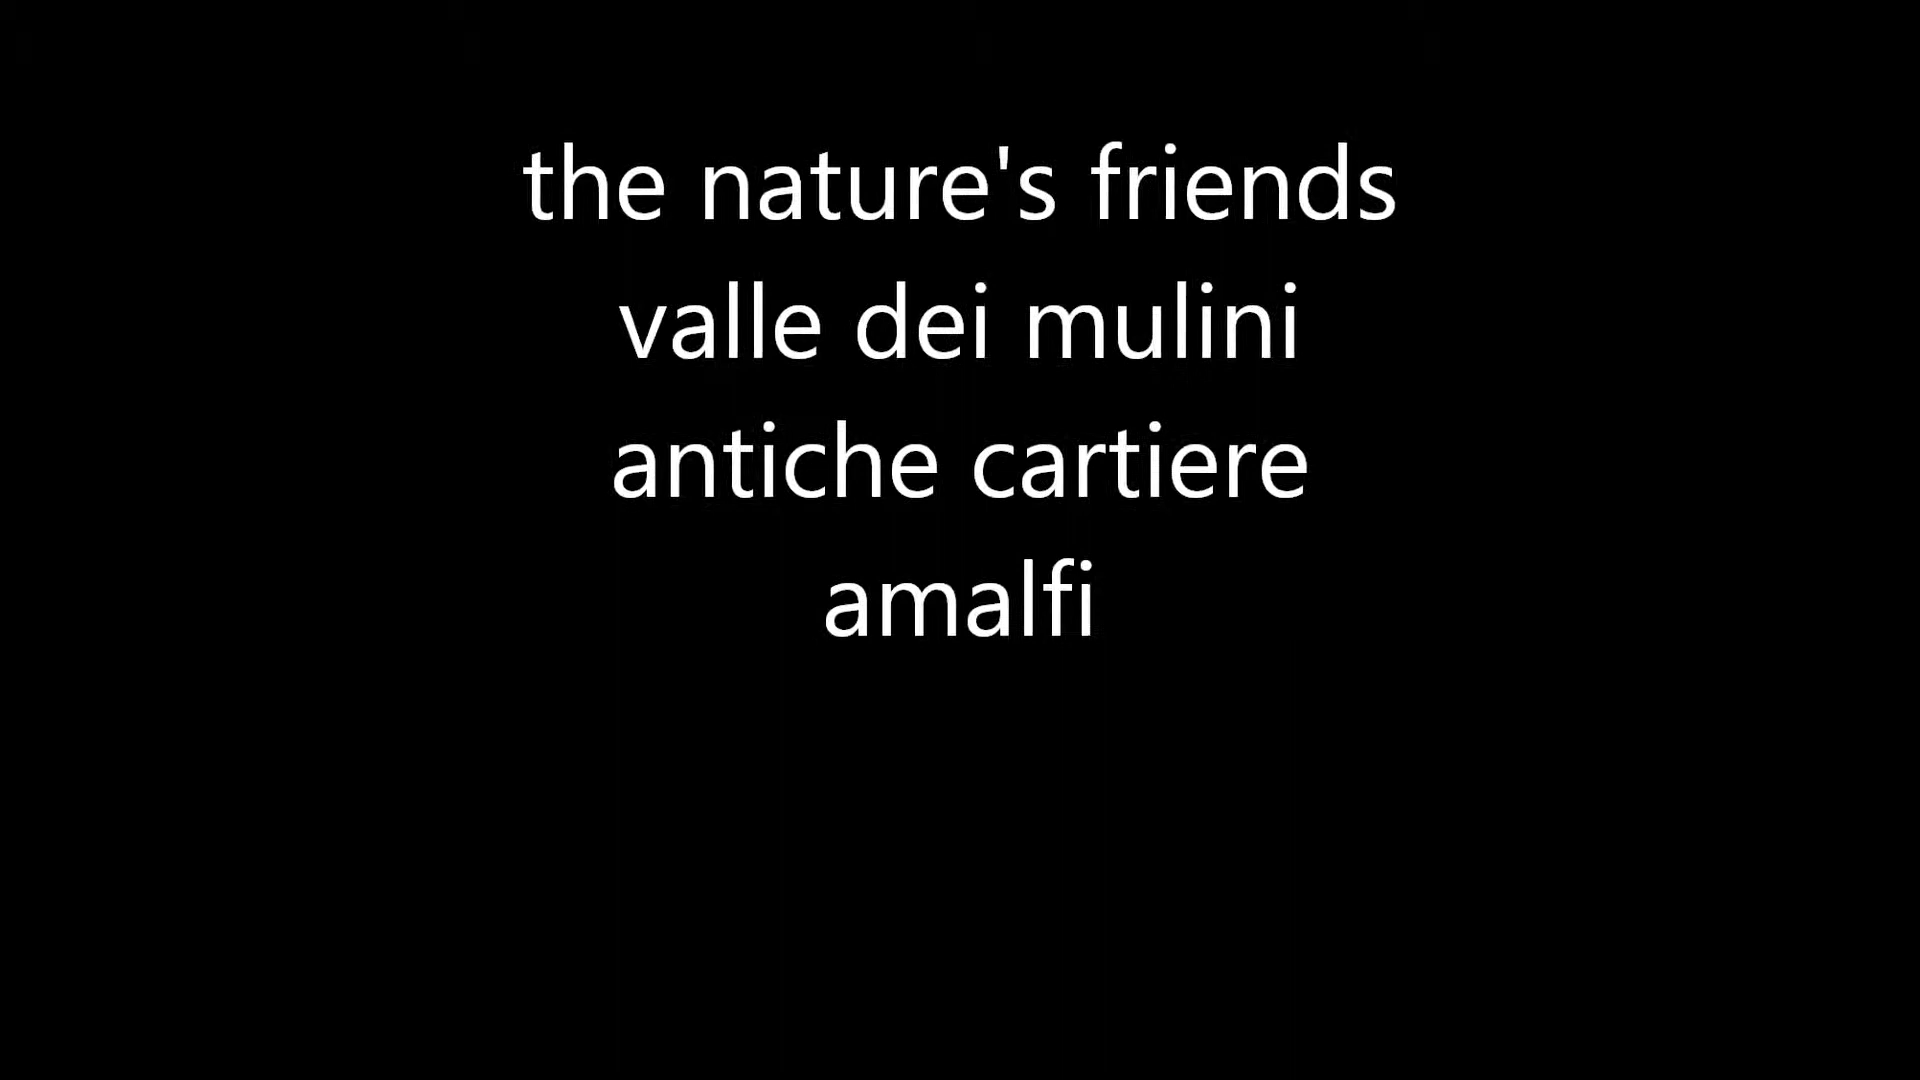 the nature's friends
valle dei mulini
antiche cartiere
amalfi